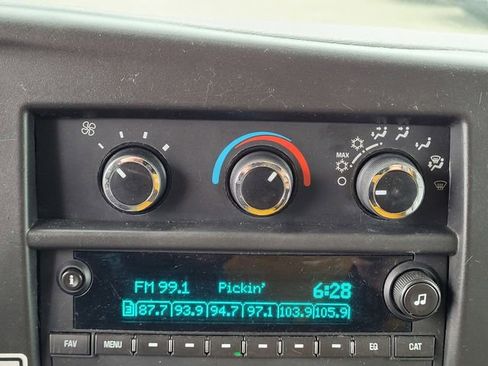 MAX
FM 99.1 Pickin' 6:28
3 87.7 93.9 94.7 97.1 103.9 105.9
i
FAV MENU EQ CAT